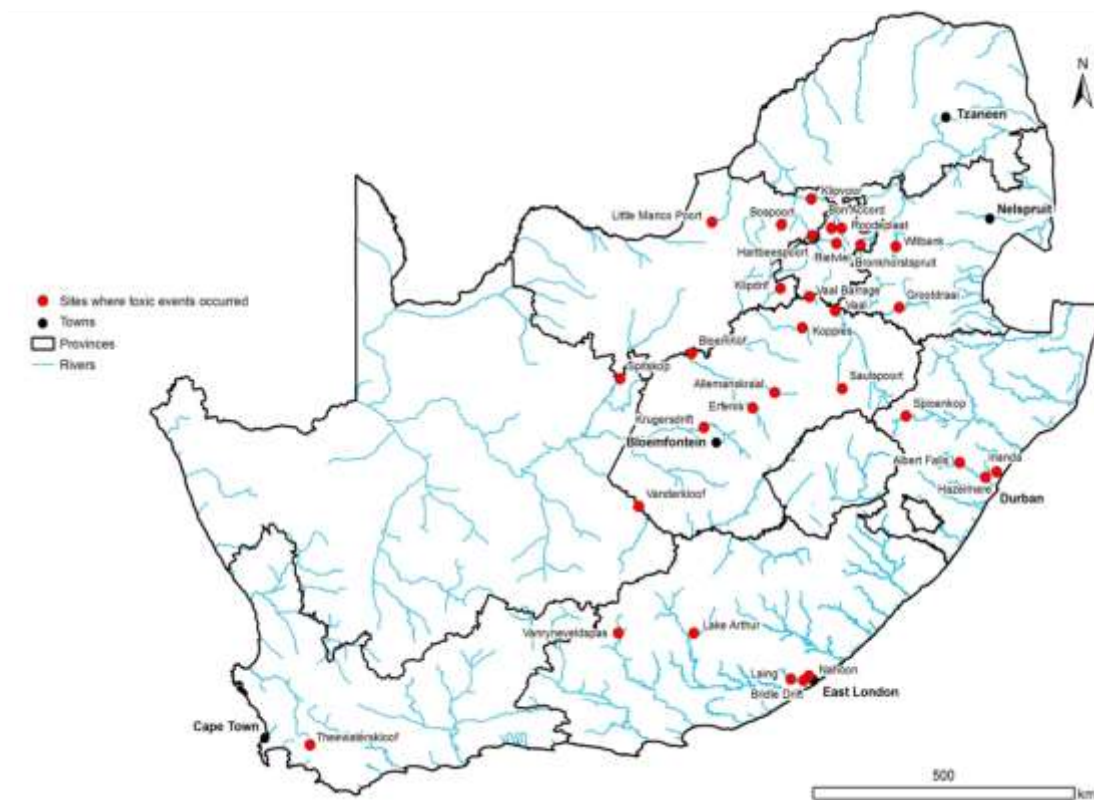 N
Tzaneen
Klipvoor
Nelspruit
Little Marico Poort
Bospoort
Bon Accord
Roodeplaat
Hartbeespoort
Rietvlei
Witbank
Bronkhorstspruit
Klipdrif
Vaal Barrage
Grootdraai
Vaal
Koppies
Sites where toxic events occurred
Towns
Provinces
Rivers
Bloemhof
Spitskop
Allemanskraal
Saulspoort
Erfenis
Spioenkop
Krugersdrift
Bloemfontein
Albert Falls
Inanda
Hazelmere
Durban
Vanderkloof
Vanryneveldspas
Lake Arthur
Laing
Nahoon
Bridle Drift
East London
Cape Town
Theewaterskloof
500
km